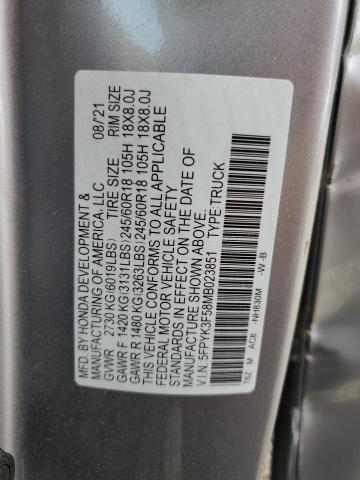 MFD. BY HONDA DEVELOPMENT &
MANUFACTURING OF AMERICA, LLC 08/'21
GVWR 2730 KG(6019LBS) TIRE SIZE RIM SIZE
GAWR F 1420 KG(3131LBS) 245/60R18 105H 18X8.0J
GAWR R 1480 KG(3263LBS) 245/60R18 105H 18X8.0J
THIS VEHICLE CONFORMS TO ALL APPLICABLE
FEDERAL MOTOR VEHICLE SAFETY
STANDARDS IN EFFECT ON THE DATE OF
MANUFACTURE SHOWN ABOVE.
V.I.N. 5FPYK3F58MB023851 TYPE:TRUCK
T6Z M AC8 -NH830M -W -B